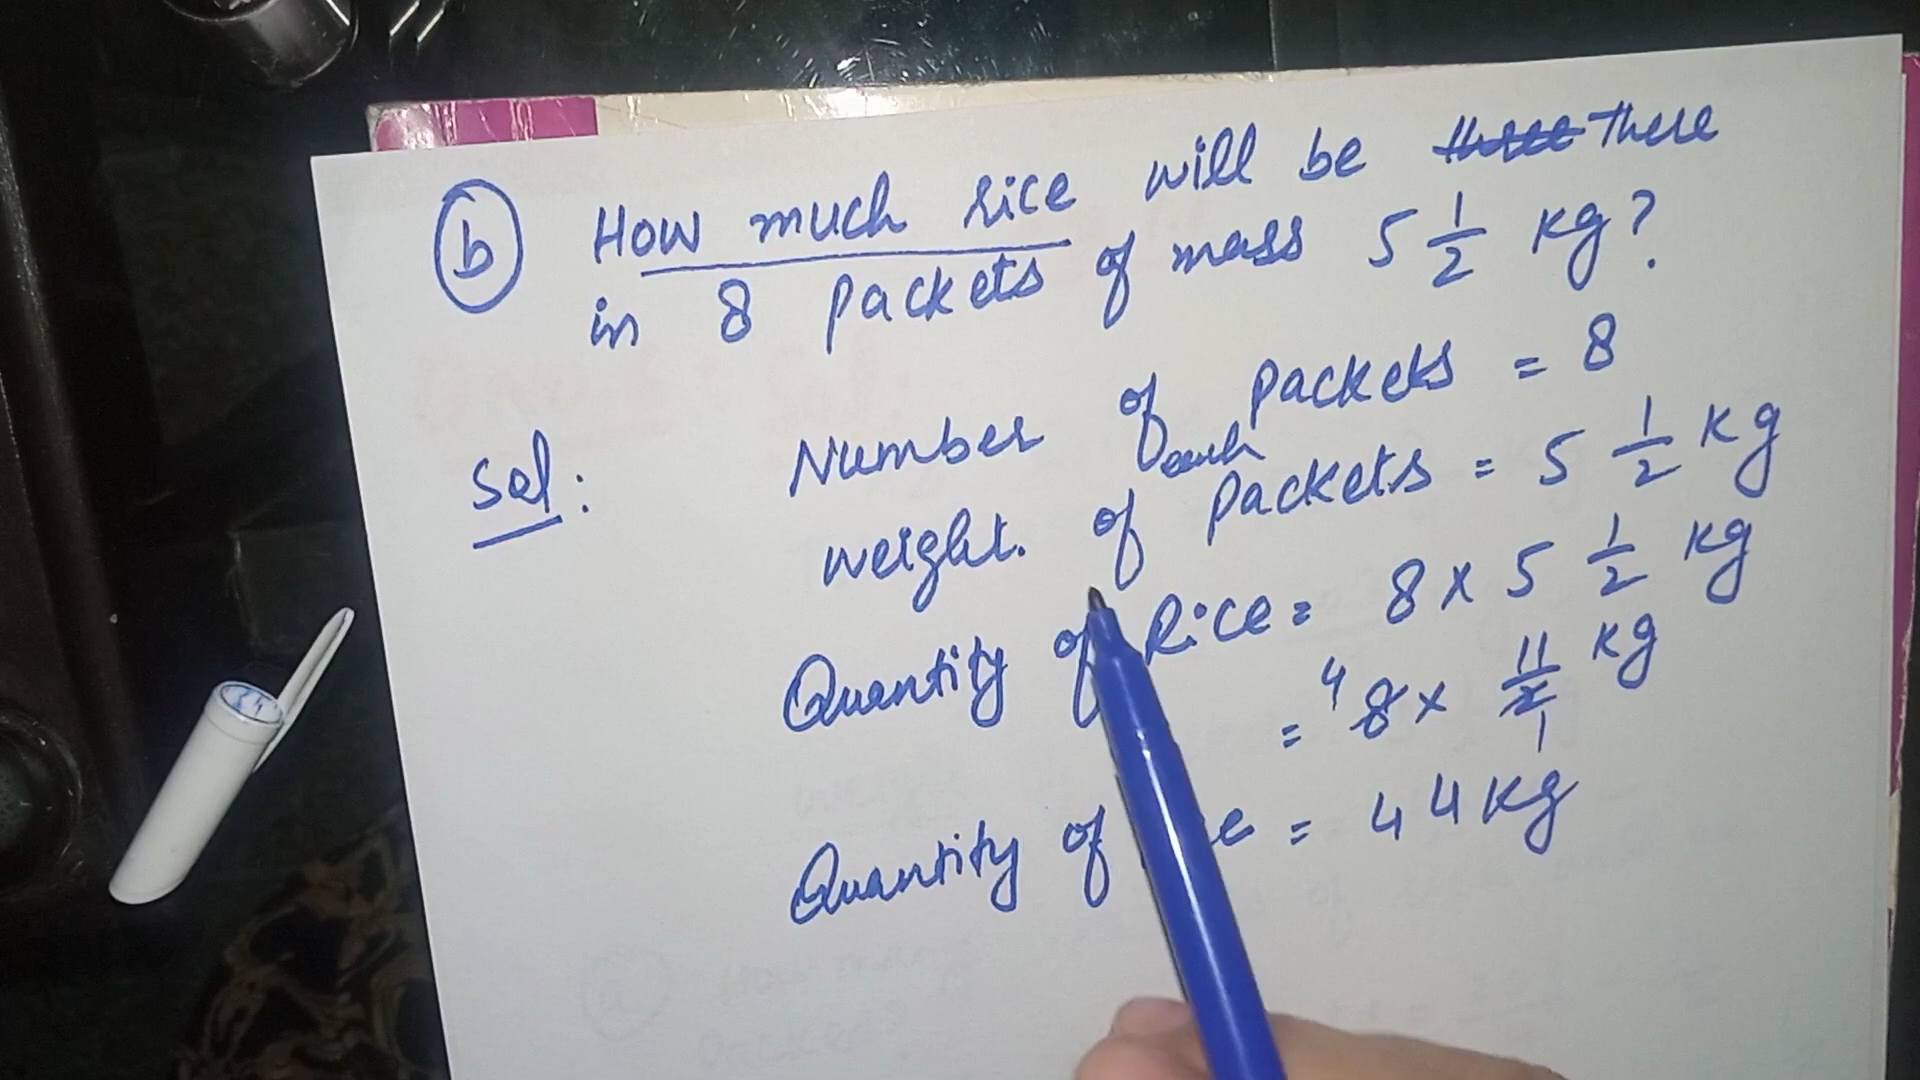 (b) How much rice will be there
in 8 packets of mass 5 1/2 kg?
Sol: Number of packets = 8
weight. of each packets = 5 1/2 kg
Quantity of Rice = 8 x 5 1/2 kg
= 4 8 x 11/2 1 kg
Quantity of = 44 kg